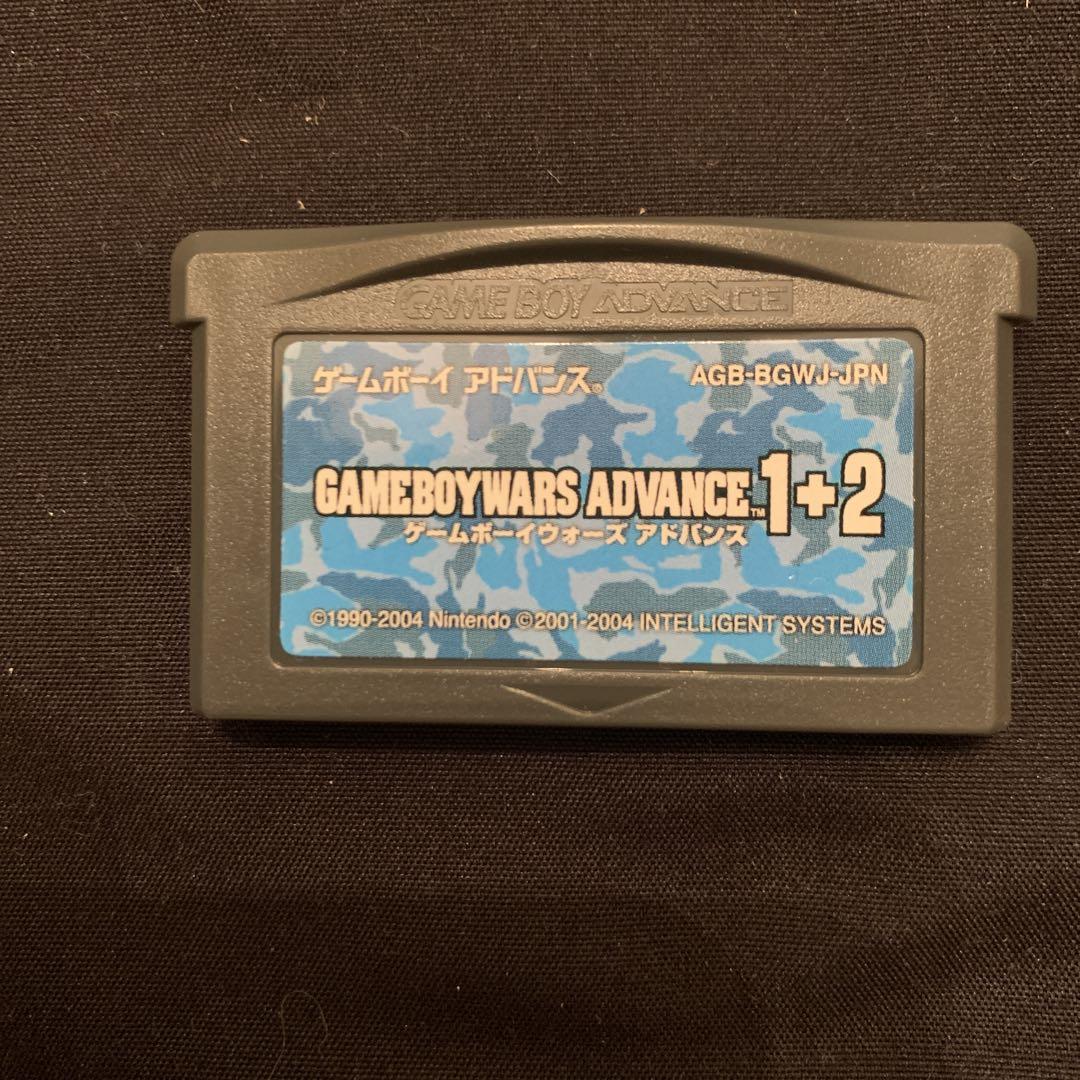 GAME BOY ADVANCE
ゲームボーイ アドバンス®
AGB-BGWJ-JPN
GAMEBOYWARS ADVANCE™ 1+2
ゲームボーイウォーズ アドバンス
©1990-2004 Nintendo ©2001-2004 INTELLIGENT SYSTEMS